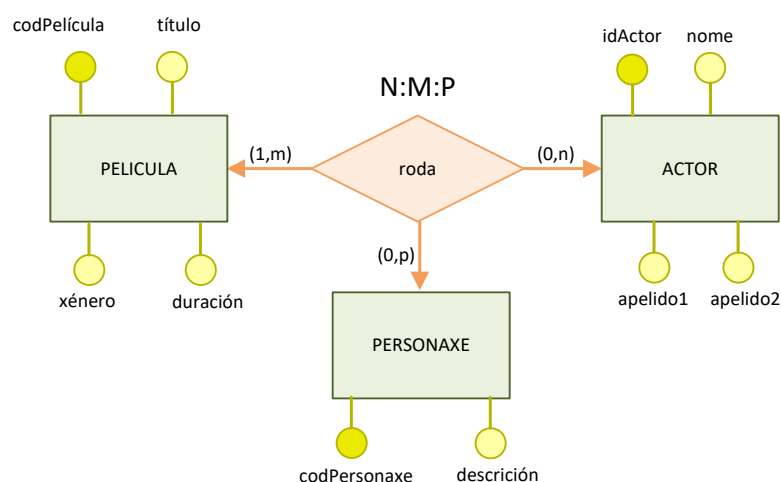 codPelícula
título
idActor
nome
N:M:P
PELICULA
(1,m)
roda
(0,n)
ACTOR
(0,p)
xénero
duración
apelido1
apelido2
PERSONAXE
codPersonaxe
descrición